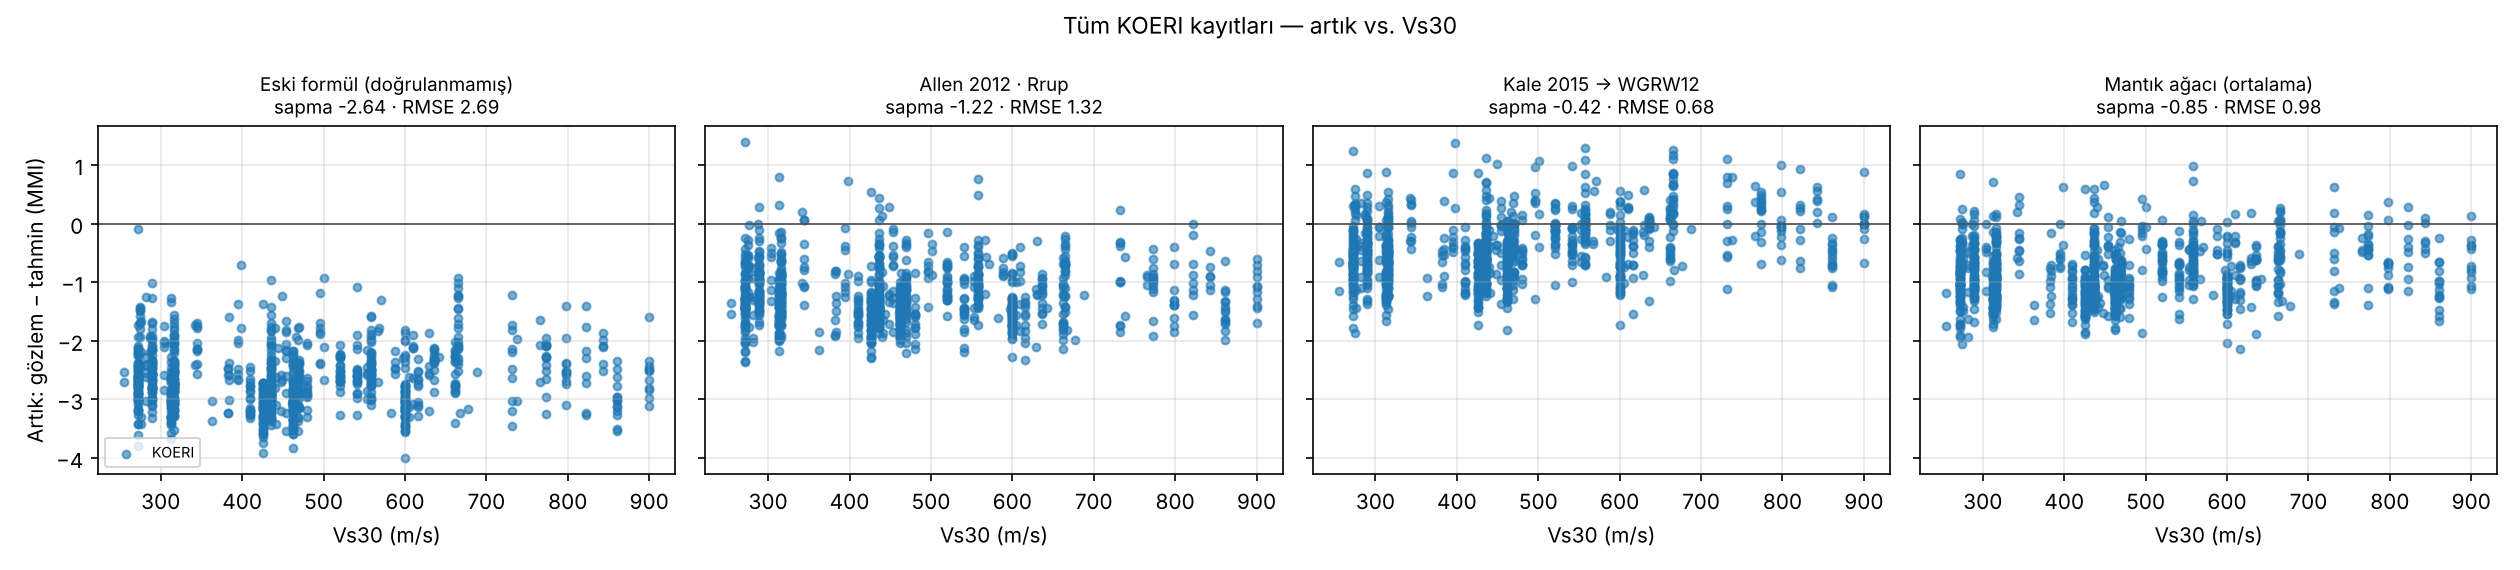 Tüm KOERI kayıtları — artık vs. Vs30
Eski formül (doğrulanmamış)
sapma -2.64 · RMSE 2.69
Allen 2012 · Rrup
sapma -1.22 · RMSE 1.32
Kale 2015 → WGRW12
sapma -0.42 · RMSE 0.68
Mantık ağacı (ortalama)
sapma -0.85 · RMSE 0.98
Artık: gözlem − tahmin (MMI)
1
0
−1
−2
−3
−4
KOERI
300 400 500 600 700 800 900
300 400 500 600 700 800 900
300 400 500 600 700 800 900
300 400 500 600 700 800 900
Vs30 (m/s)
Vs30 (m/s)
Vs30 (m/s)
Vs30 (m/s)